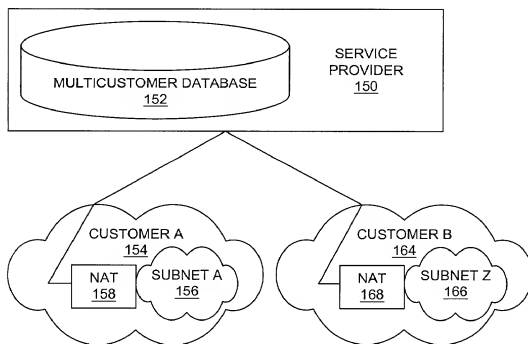 SERVICE
PROVIDER
150
MULTICUSTOMER DATABASE
152
CUSTOMER A
154
NAT
158
SUBNET A
156
CUSTOMER B
164
NAT
168
SUBNET Z
166